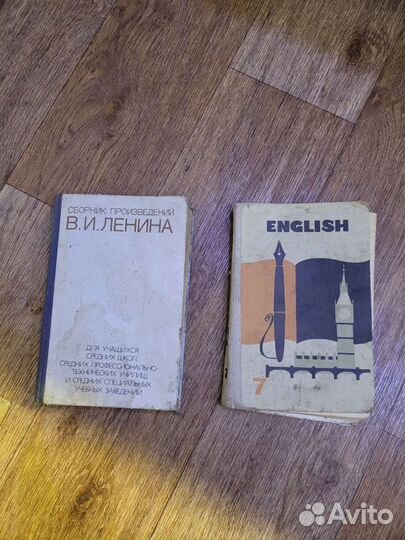 СБОРНИК ПРОИЗВЕДЕНИЙ
В.И.ЛЕНИНА
ДЛЯ УЧАЩИХСЯ
СРЕДНИХ ШКОЛ,
СРЕДНИХ ПРОФЕССИОНАЛЬНО-
ТЕХНИЧЕСКИХ УЧИЛИЩ
И СРЕДНИХ СПЕЦИАЛЬНЫХ
УЧЕБНЫХ ЗАВЕДЕНИЙ
ENGLISH
7
Avito